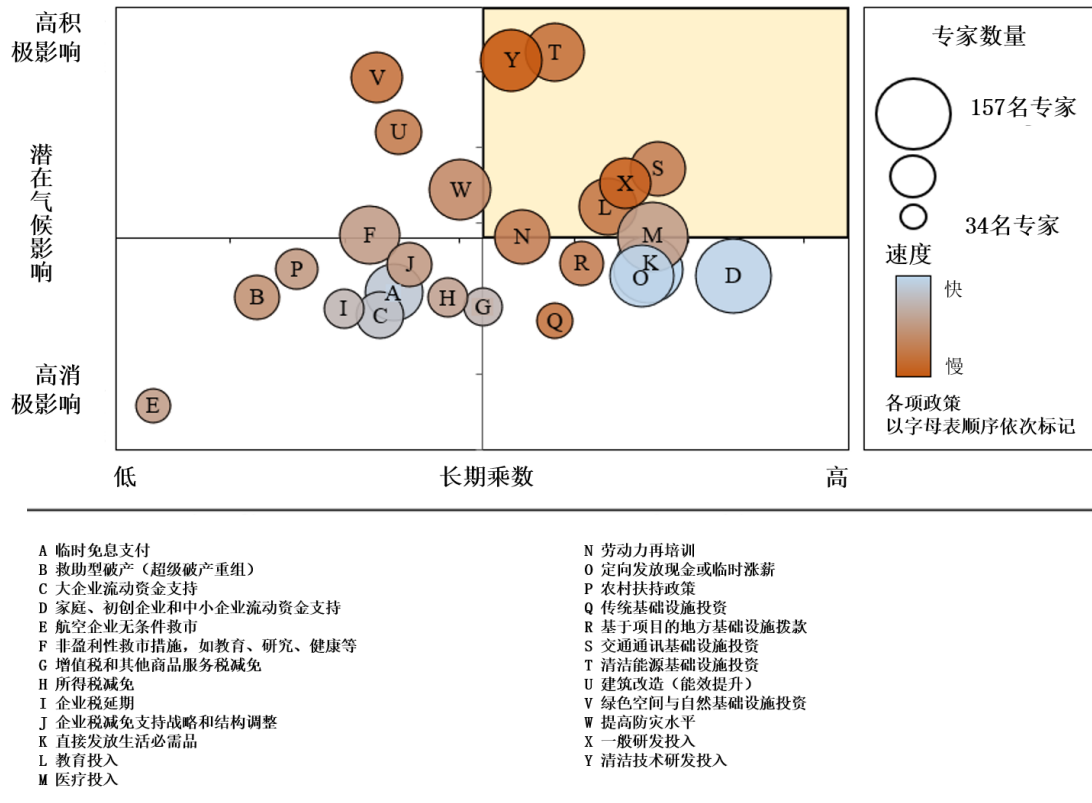 高积
极影响
潜在气候影响
高消
极影响
低
长期乘数
高
Y
T
V
U
W
S
X
L
F
N
M
J
P
R
K
O
D
B
A
H
I
C
G
Q
E
专家数量
157名专家
34名专家
速度
快
慢
各项政策
以字母表顺序依次标记
A 临时免息支付
B 救助型破产（超级破产重组）
C 大企业流动资金支持
D 家庭、初创企业和中小企业流动资金支持
E 航空企业无条件救市
F 非盈利性救市措施，如教育、研究、健康等
G 增值税和其他商品服务税减免
H 所得税减免
I 企业税延期
J 企业税减免支持战略和结构调整
K 直接发放生活必需品
L 教育投入
M 医疗投入
N 劳动力再培训
O 定向发放现金或临时涨薪
P 农村扶持政策
Q 传统基础设施投资
R 基于项目的地方基础设施拨款
S 交通通讯基础设施投资
T 清洁能源基础设施投资
U 建筑改造（能效提升）
V 绿色空间与自然基础设施投资
W 提高防灾水平
X 一般研发投入
Y 清洁技术研发投入